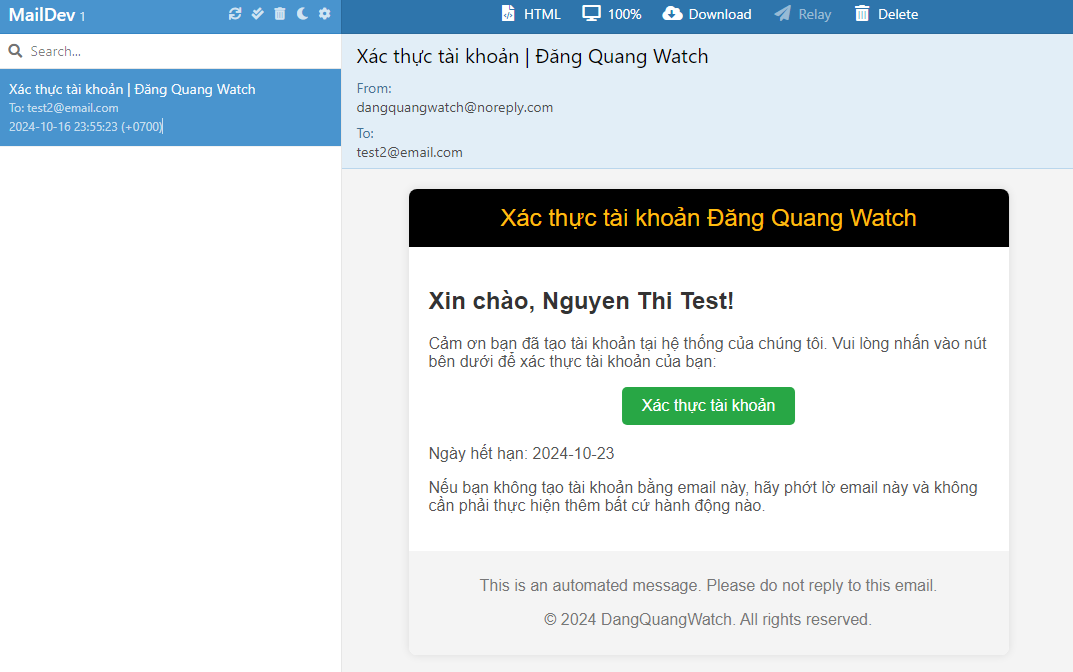 MailDev 1
HTML 100% Download Relay Delete
Search...
Xác thực tài khoản | Đăng Quang Watch
To: test2@email.com
2024-10-16 23:55:23 (+0700)
Xác thực tài khoản | Đăng Quang Watch
From:
dangquangwatch@noreply.com
To:
test2@email.com
Xác thực tài khoản Đăng Quang Watch
Xin chào, Nguyen Thi Test!
Cảm ơn bạn đã tạo tài khoản tại hệ thống của chúng tôi. Vui lòng nhấn vào nút
bên dưới để xác thực tài khoản của bạn:
Xác thực tài khoản
Ngày hết hạn: 2024-10-23
Nếu bạn không tạo tài khoản bằng email này, hãy phớt lờ email này và không
cần phải thực hiện thêm bất cứ hành động nào.
This is an automated message. Please do not reply to this email.
© 2024 DangQuangWatch. All rights reserved.